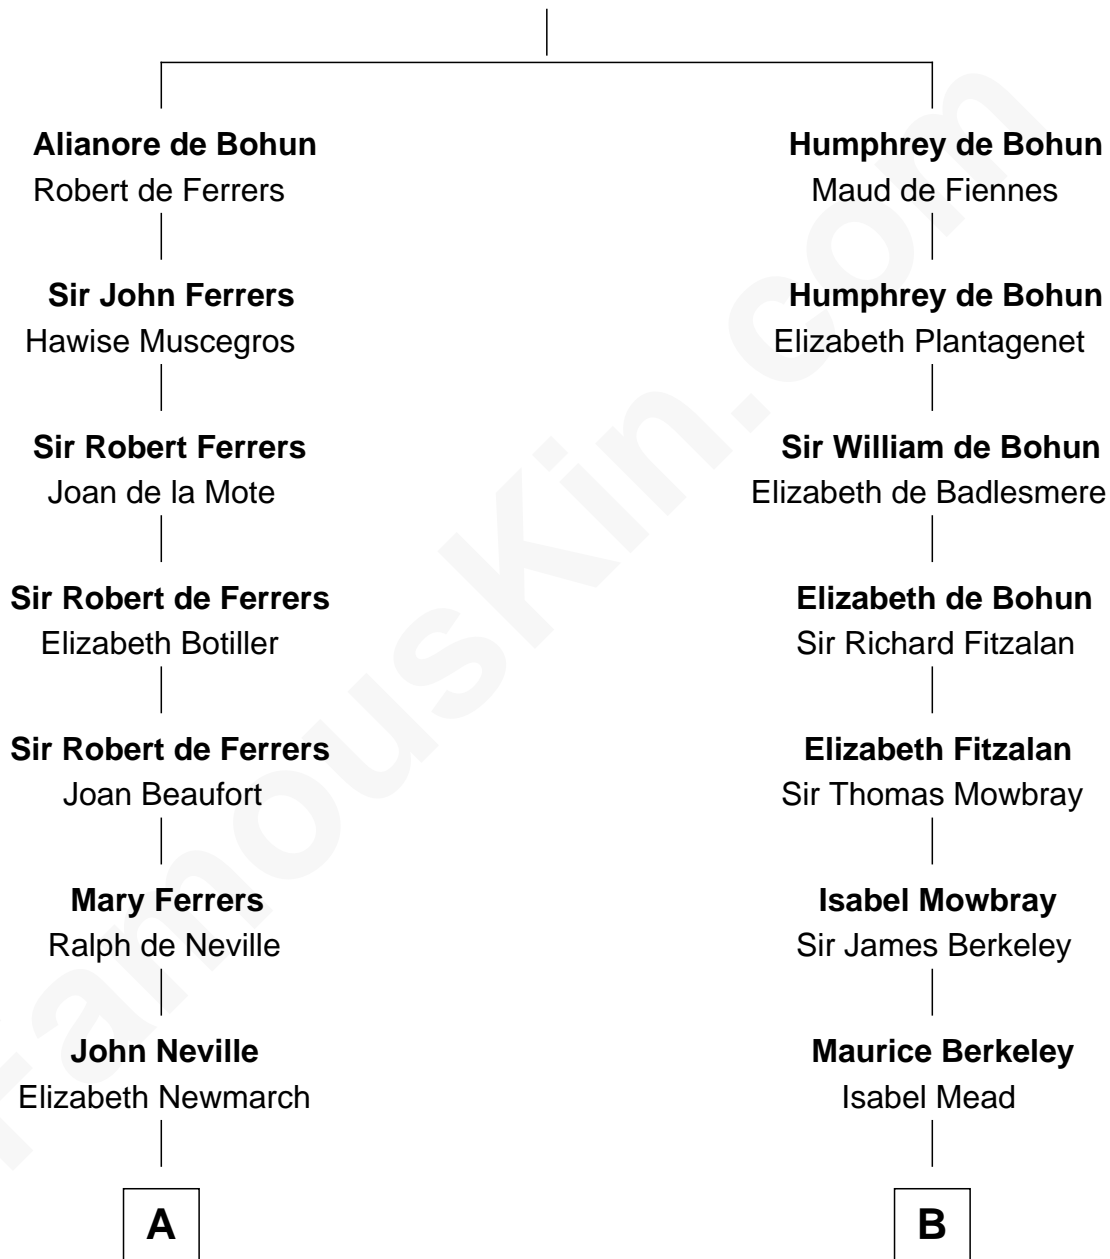 Alianore de Bohun
Robert de Ferrers
Sir John Ferrers
Hawise Muscegros
Sir Robert Ferrers
Joan de la Mote
Sir Robert de Ferrers
Elizabeth Botiller
Sir Robert de Ferrers
Joan Beaufort
Mary Ferrers
Ralph de Neville
John Neville
Elizabeth Newmarch
A
Humphrey de Bohun
Maud de Fiennes
Humphrey de Bohun
Elizabeth Plantagenet
Sir William de Bohun
Elizabeth de Badlesmere
Elizabeth de Bohun
Sir Richard Fitzalan
Elizabeth Fitzalan
Sir Thomas Mowbray
Isabel Mowbray
Sir James Berkeley
Maurice Berkeley
Isabel Mead
B
FamousKin.com